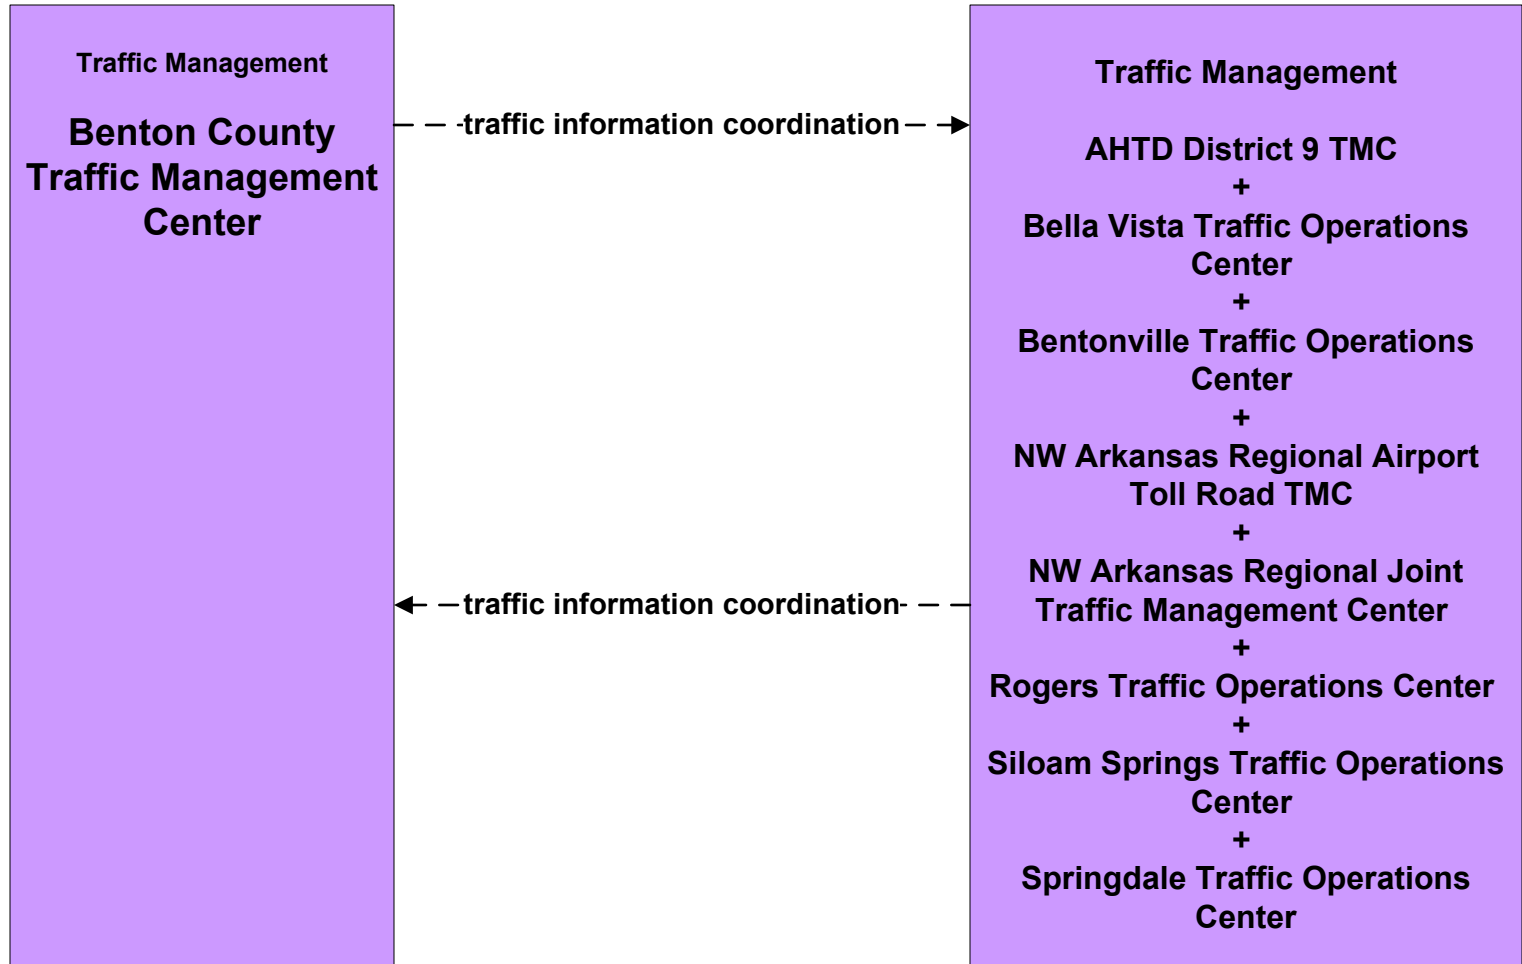 Traffic Management
Benton County
Traffic Management
Center
traffic information coordination
traffic information coordination
Traffic Management
AHTD District 9 TMC
+
Bella Vista Traffic Operations
Center
+
Bentonville Traffic Operations
Center
+
NW Arkansas Regional Airport
Toll Road TMC
+
NW Arkansas Regional Joint
Traffic Management Center
+
Rogers Traffic Operations Center
+
Siloam Springs Traffic Operations
Center
+
Springdale Traffic Operations
Center